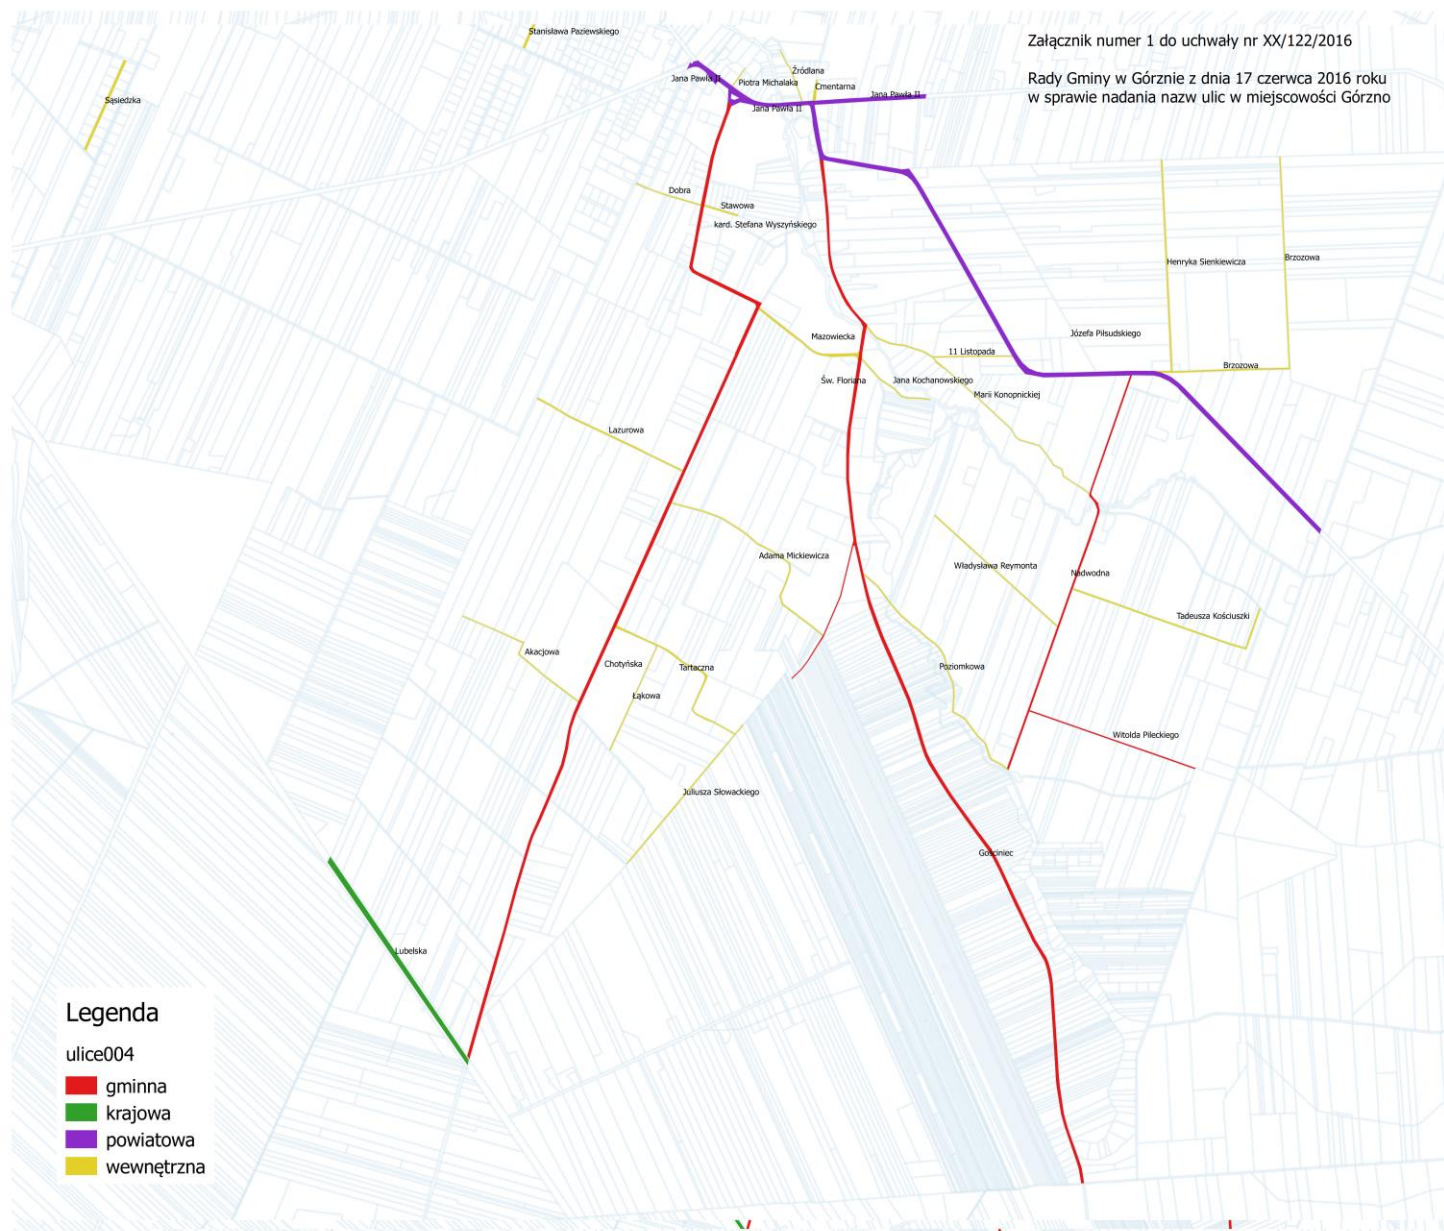 Stanisława Paziewskiego
Załącznik numer 1 do uchwały nr XX/122/2016
Rady Gminy w Górznie z dnia 17 czerwca 2016 roku
w sprawie nadania nazw ulic w miejscowości Górzno
Źródlana
Jana Pawła II
Piotra Michalaka
Cmentarna
Jana Pawła II
Sąsiedzka
Jana Pawła II
Dobra
Stawowa
kard. Stefana Wyszyńskiego
Henryka Sienkiewicza
Brzozowa
Józefa Piłsudskiego
Mazowiecka
11 Listopada
Brzozowa
Św. Floriana
Jana Kochanowskiego
Marii Konopnickiej
Lazurowa
Adama Mickiewicza
Władysława Reymonta
Nadwodna
Tadeusza Kościuszki
Akacjowa
Chotyńska
Tartaczna
Poziomkowa
Łąkowa
Witolda Pileckiego
Juliusza Słowackiego
Gościniec
Lubelska
Legenda
ulice004
gminna
krajowa
powiatowa
wewnętrzna